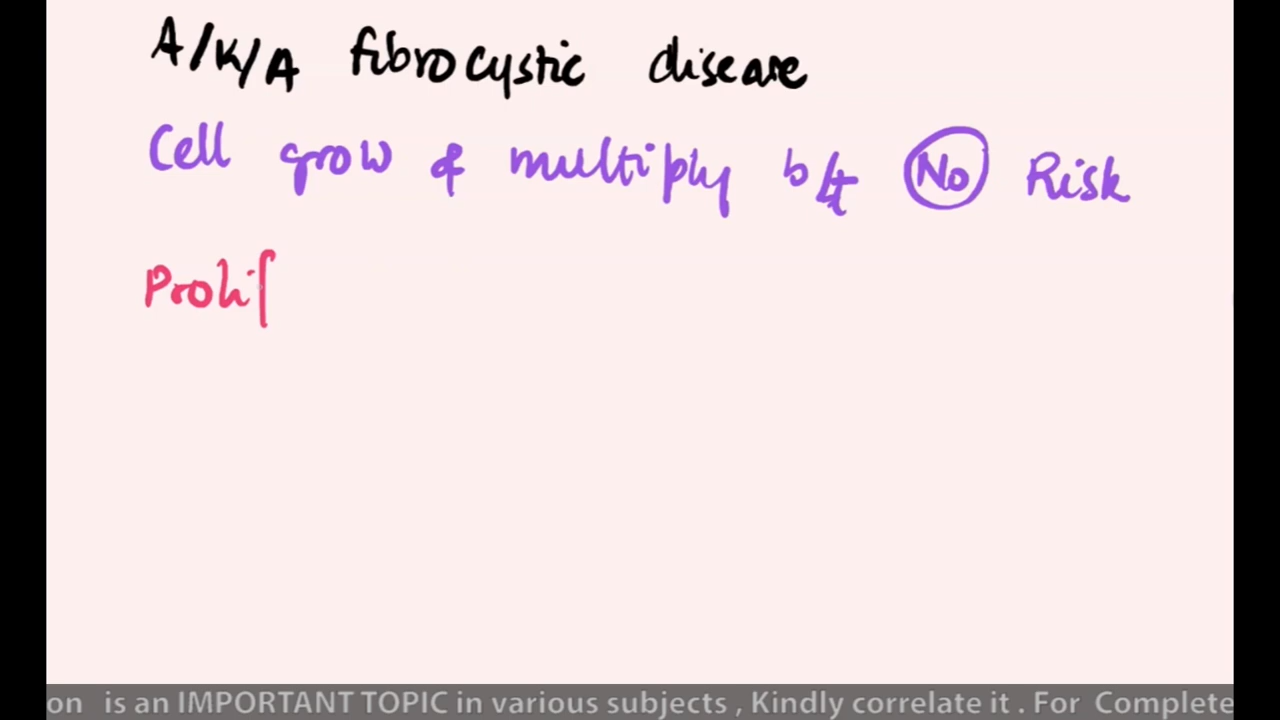 A/K/A fibrocystic disease
Cell grow & multiply b/t No Risk
Prolif
on is an IMPORTANT TOPIC in various subjects , Kindly correlate it . For Complete